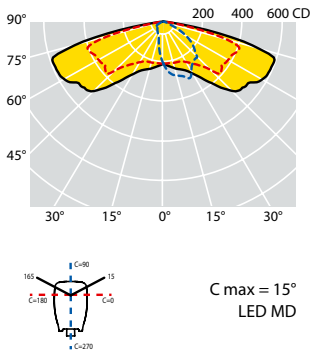 90° 200 400 600 CD
75°
60°
45°
30° 15° 0° 15° 30°
C=90
165 15
C=180 C=0
C=270
C max = 15°
LED MD